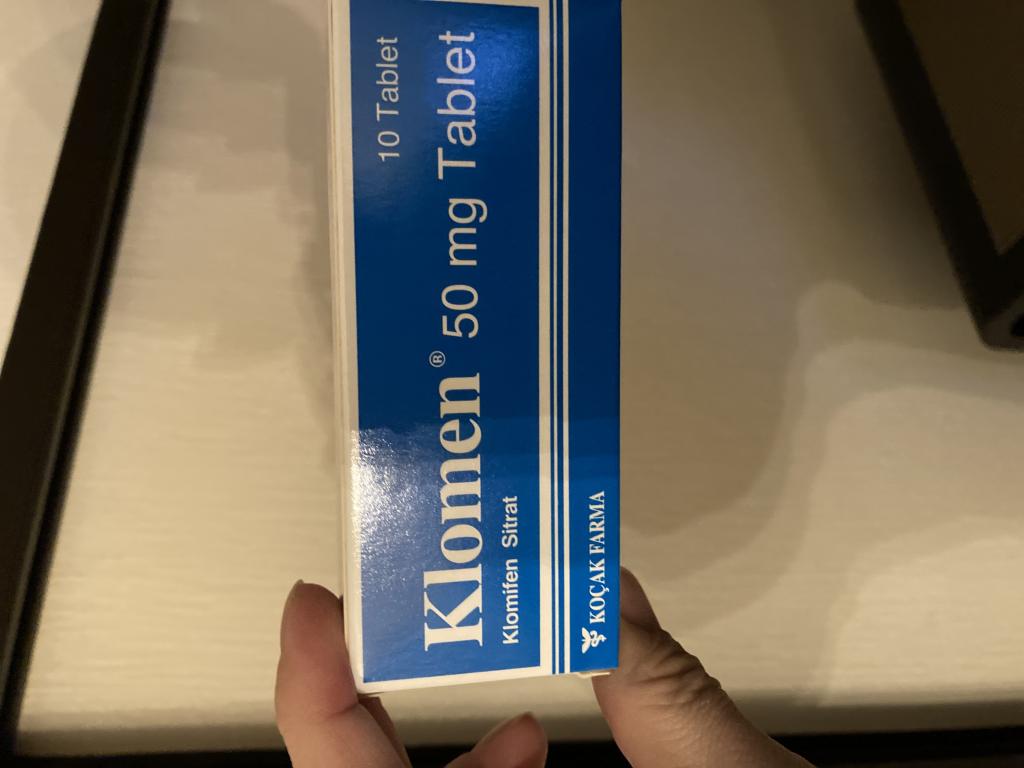 10 Tablet
Klomen® 50 mg Tablet
Klomifen Sitrat
KOÇAK FARMA